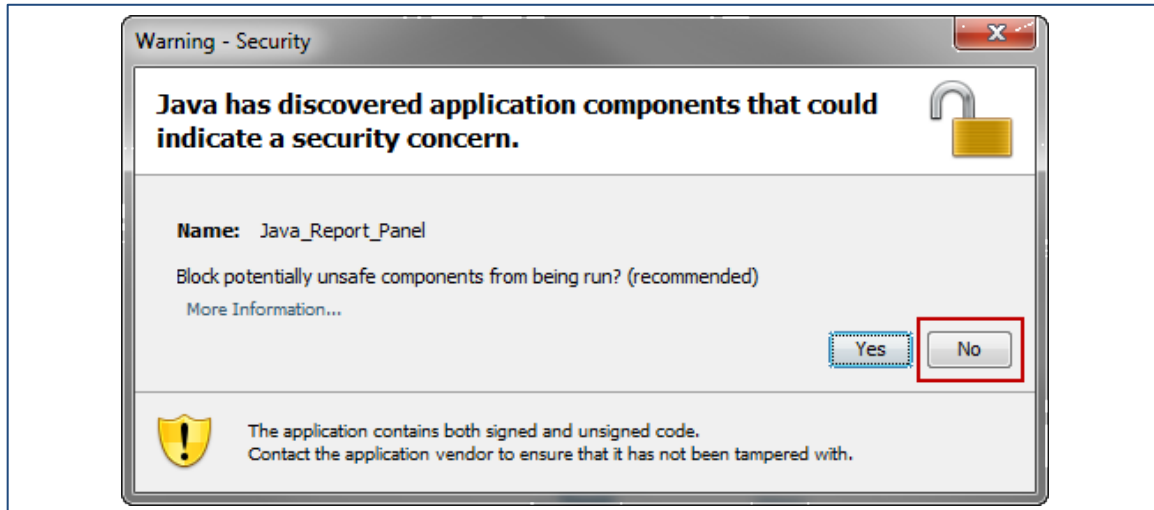 Warning - Security
Java has discovered application components that could
indicate a security concern.
Name: Java_Report_Panel
Block potentially unsafe components from being run? (recommended)
More Information...
Yes No
The application contains both signed and unsigned code.
Contact the application vendor to ensure that it has not been tampered with.